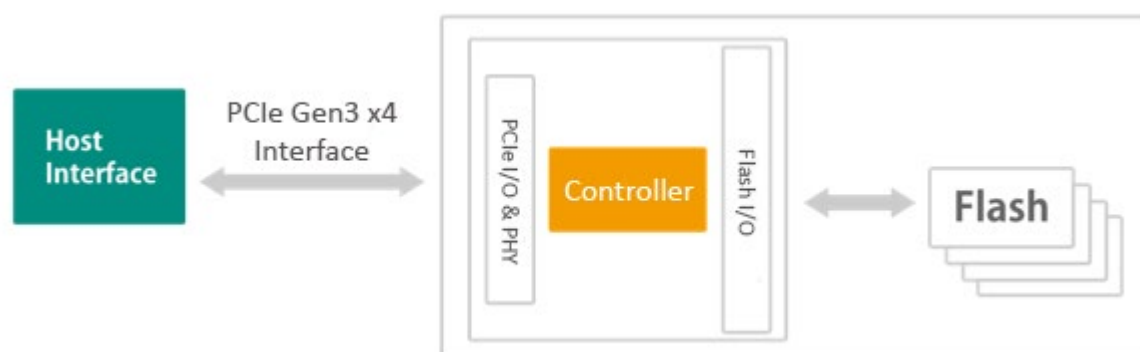 Host
Interface
PCIe Gen3 x4
Interface
PCIe I/O & PHY
Controller
Flash I/O
Flash